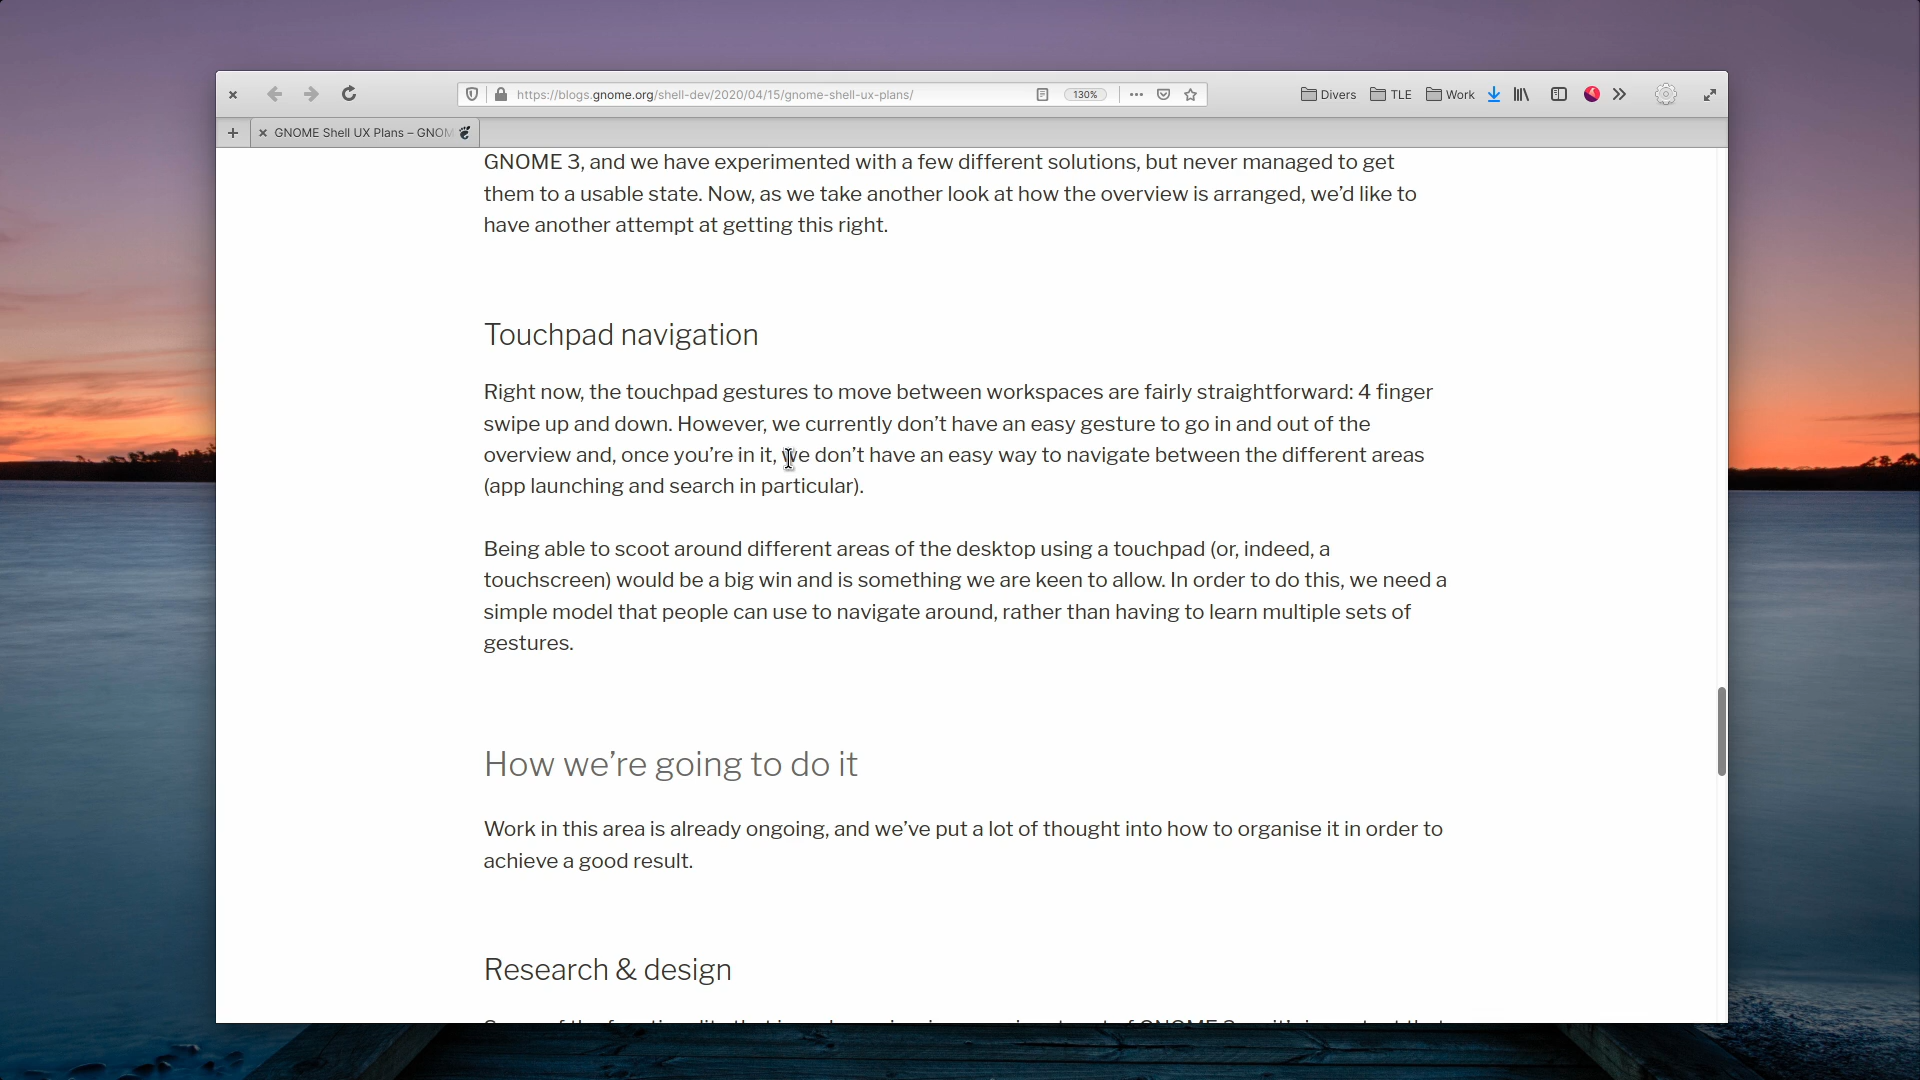 https://blogs.gnome.org/shell-dev/2020/04/15/gnome-shell-ux-plans/
130%
Divers
TLE
Work
GNOME Shell UX Plans – GNOM
GNOME 3, and we have experimented with a few different solutions, but never managed to get
them to a usable state. Now, as we take another look at how the overview is arranged, we’d like to
have another attempt at getting this right.
Touchpad navigation
Right now, the touchpad gestures to move between workspaces are fairly straightforward: 4 finger
swipe up and down. However, we currently don’t have an easy gesture to go in and out of the
overview and, once you’re in it, we don’t have an easy way to navigate between the different areas
(app launching and search in particular).
Being able to scoot around different areas of the desktop using a touchpad (or, indeed, a
touchscreen) would be a big win and is something we are keen to allow. In order to do this, we need a
simple model that people can use to navigate around, rather than having to learn multiple sets of
gestures.
How we’re going to do it
Work in this area is already ongoing, and we’ve put a lot of thought into how to organise it in order to
achieve a good result.
Research & design